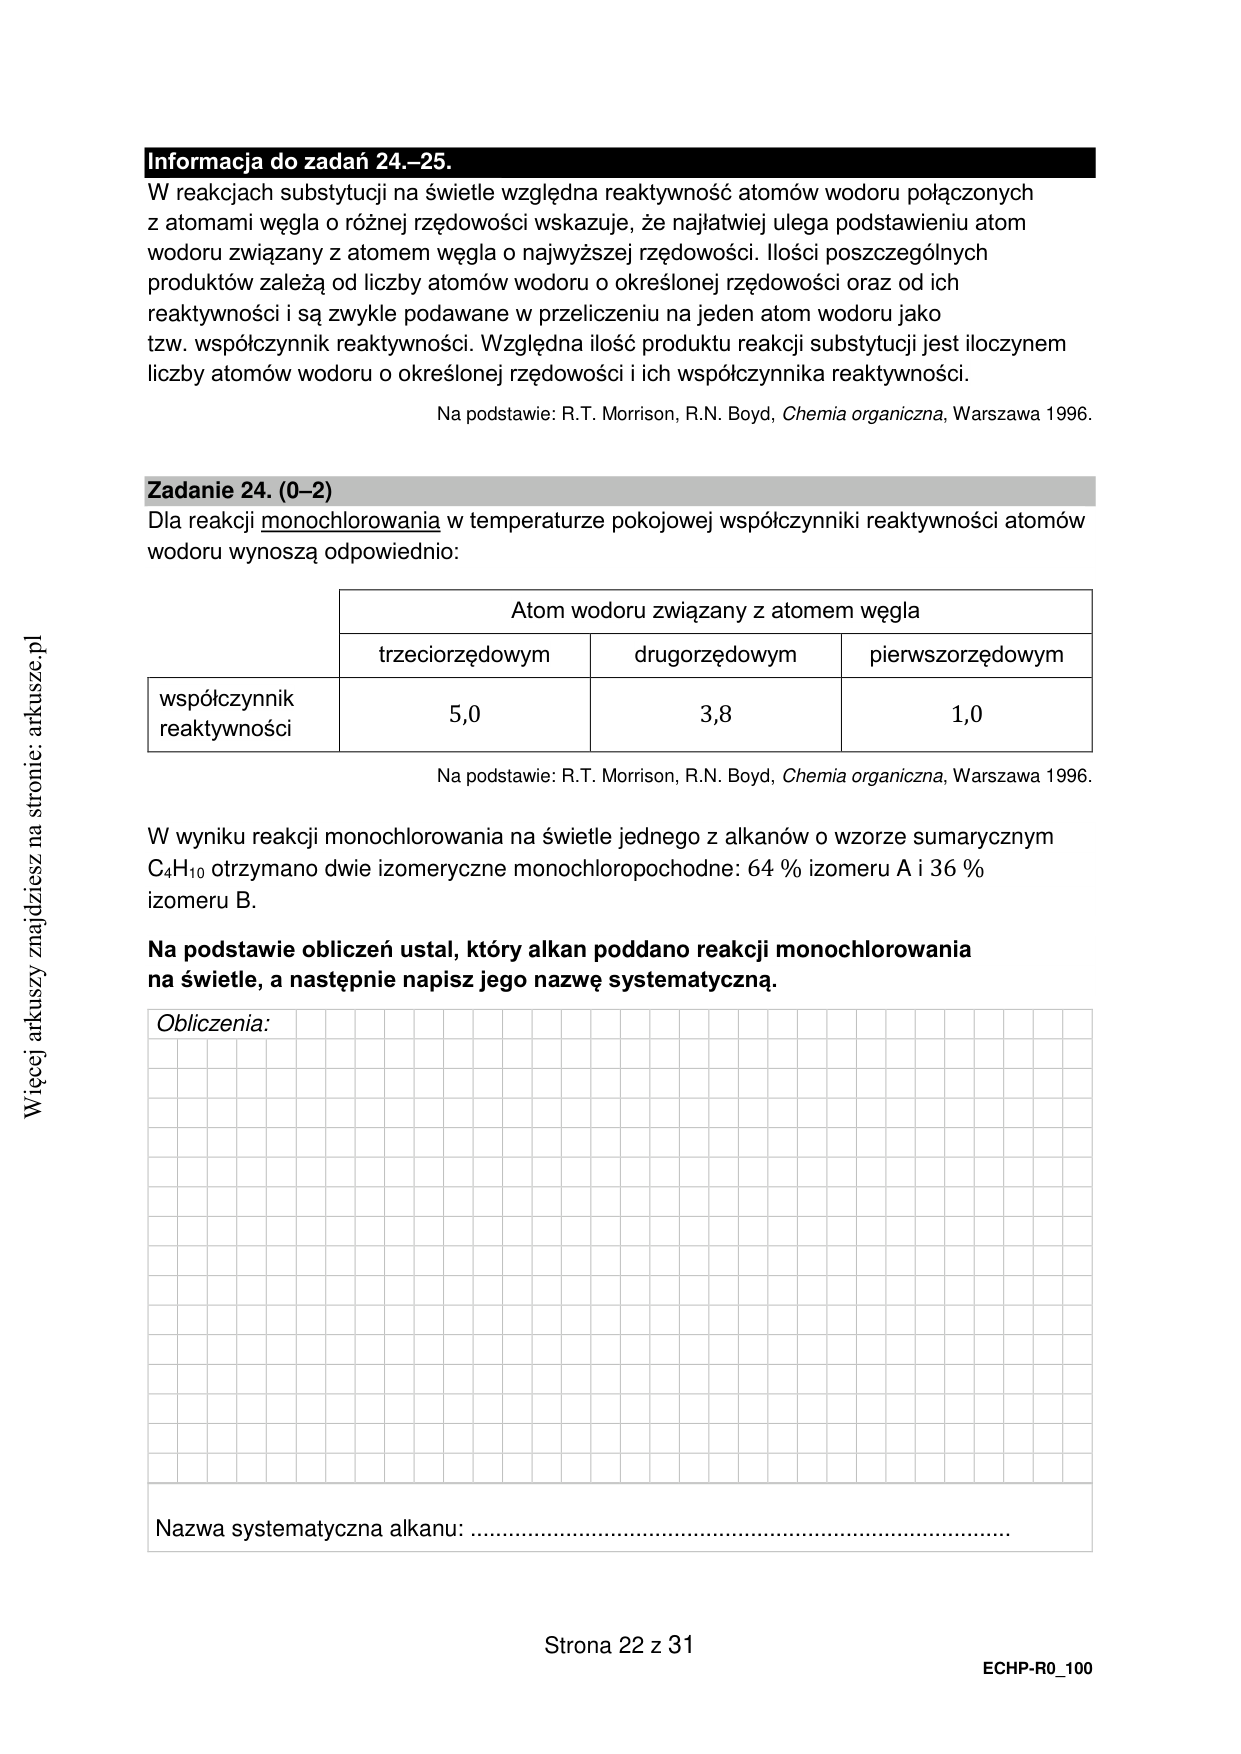 Informacja do zadań 24.–25.
W reakcjach substytucji na świetle względna reaktywność atomów wodoru połączonych
z atomami węgla o różnej rzędowości wskazuje, że najłatwiej ulega podstawieniu atom
wodoru związany z atomem węgla o najwyższej rzędowości. Ilości poszczególnych
produktów zależą od liczby atomów wodoru o określonej rzędowości oraz od ich
reaktywności i są zwykle podawane w przeliczeniu na jeden atom wodoru jako
tzw. współczynnik reaktywności. Względna ilość produktu reakcji substytucji jest iloczynem
liczby atomów wodoru o określonej rzędowości i ich współczynnika reaktywności.
Na podstawie: R.T. Morrison, R.N. Boyd, Chemia organiczna, Warszawa 1996.
Zadanie 24. (0–2)
Dla reakcji monochlorowania w temperaturze pokojowej współczynniki reaktywności atomów
wodoru wynoszą odpowiednio:
Atom wodoru związany z atomem węgla
trzeciorzędowym drugorzędowym pierwszorzędowym
współczynnik
reaktywności
5,0 3,8 1,0
Na podstawie: R.T. Morrison, R.N. Boyd, Chemia organiczna, Warszawa 1996.
W wyniku reakcji monochlorowania na świetle jednego z alkanów o wzorze sumarycznym
C₄H₁₀ otrzymano dwie izomeryczne monochloropochodne: 64 % izomeru A i 36 %
izomeru B.
Na podstawie obliczeń ustal, który alkan poddano reakcji monochlorowania
na świetle, a następnie napisz jego nazwę systematyczną.
Obliczenia:
Nazwa systematyczna alkanu: .....................................................................................
Strona 22 z 31
ECHP-R0_100
Więcej arkuszy znajdziesz na stronie: arkusze.pl